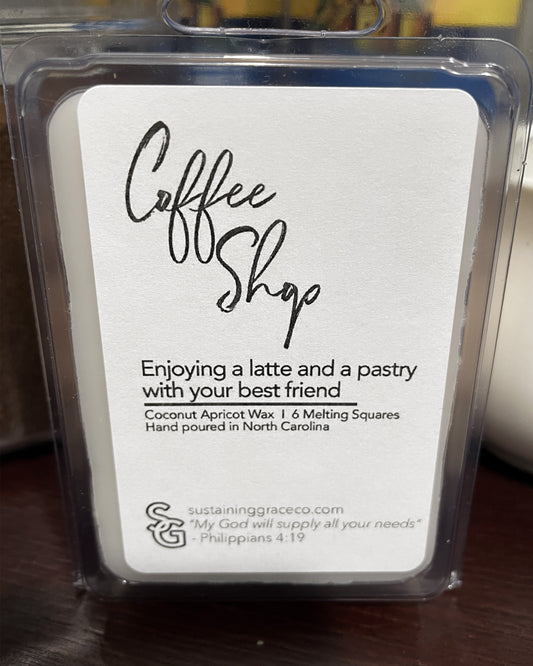 Coffee
Shop
Enjoying a latte and a pastry
with your best friend
Coconut Apricot Wax | 6 Melting Squares
Hand poured in North Carolina
SG
sustaininggraceco.com
"My God will supply all your needs"
- Philippians 4:19